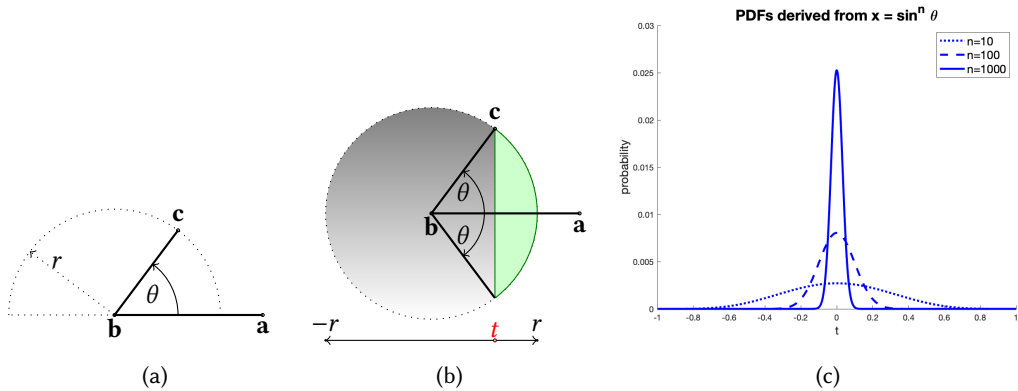 c
r
θ
b
a
(a)
c
θ
b
a
θ
−r
t
r
(b)
PDFs derived from x = sinⁿ θ
n=10
n=100
n=1000
probability
0.03
0.025
0.02
0.015
0.01
0.005
0
-1 -0.8 -0.6 -0.4 -0.2 0 0.2 0.4 0.6 0.8 1
t
(c)